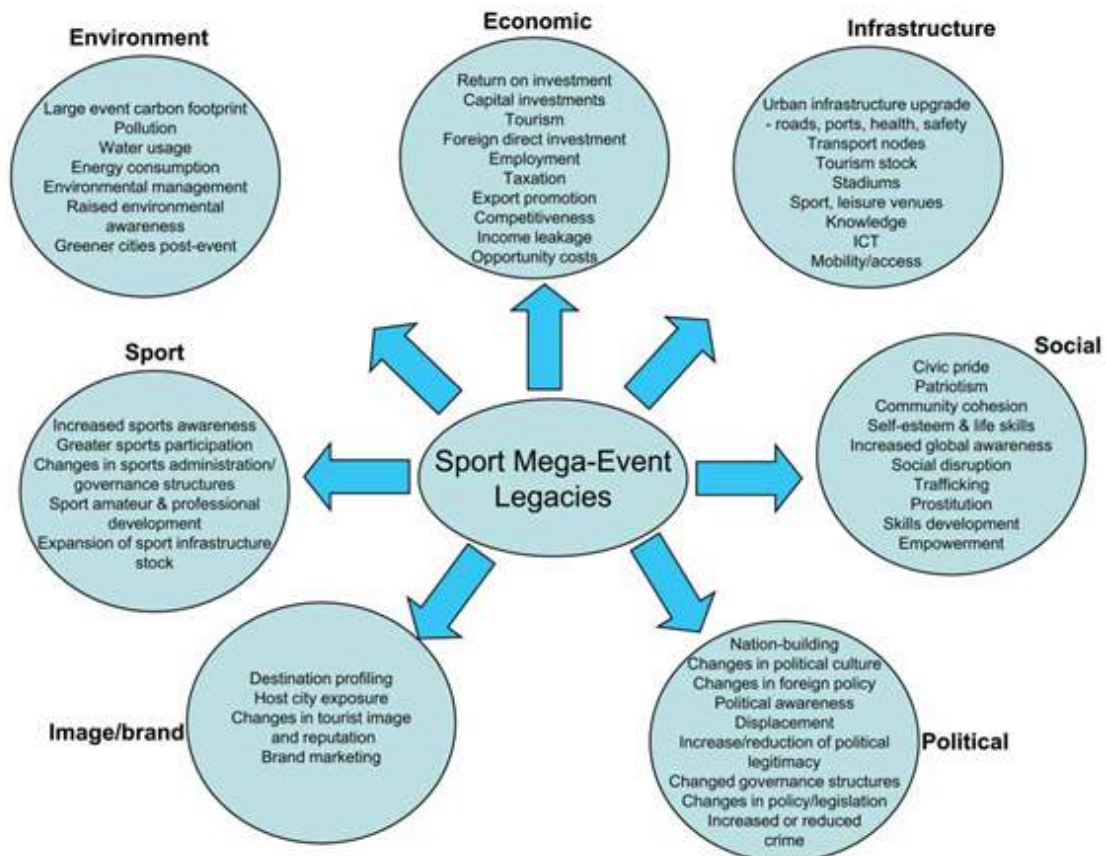 Environment
Large event carbon footprint
Pollution
Water usage
Energy consumption
Environmental management
Raised environmental
awareness
Greener cities post-event
Economic
Return on investment
Capital investments
Tourism
Foreign direct investment
Employment
Taxation
Export promotion
Competitiveness
Income leakage
Opportunity costs
Infrastructure
Urban infrastructure upgrade
- roads, ports, health, safety
Transport nodes
Tourism stock
Stadiums
Sport, leisure venues
Knowledge
ICT
Mobility/access
Sport
Increased sports awareness
Greater sports participation
Changes in sports administration/
governance structures
Sport amateur & professional
development
Expansion of sport infrastructure
stock
Sport Mega-Event
Legacies
Social
Civic pride
Patriotism
Community cohesion
Self-esteem & life skills
Increased global awareness
Social disruption
Trafficking
Prostitution
Skills development
Empowerment
Image/brand
Destination profiling
Host city exposure
Changes in tourist image
and reputation
Brand marketing
Political
Nation-building
Changes in political culture
Changes in foreign policy
Political awareness
Displacement
Increase/reduction of political
legitimacy
Changed governance structures
Changes in policy/legislation
Increased or reduced
crime